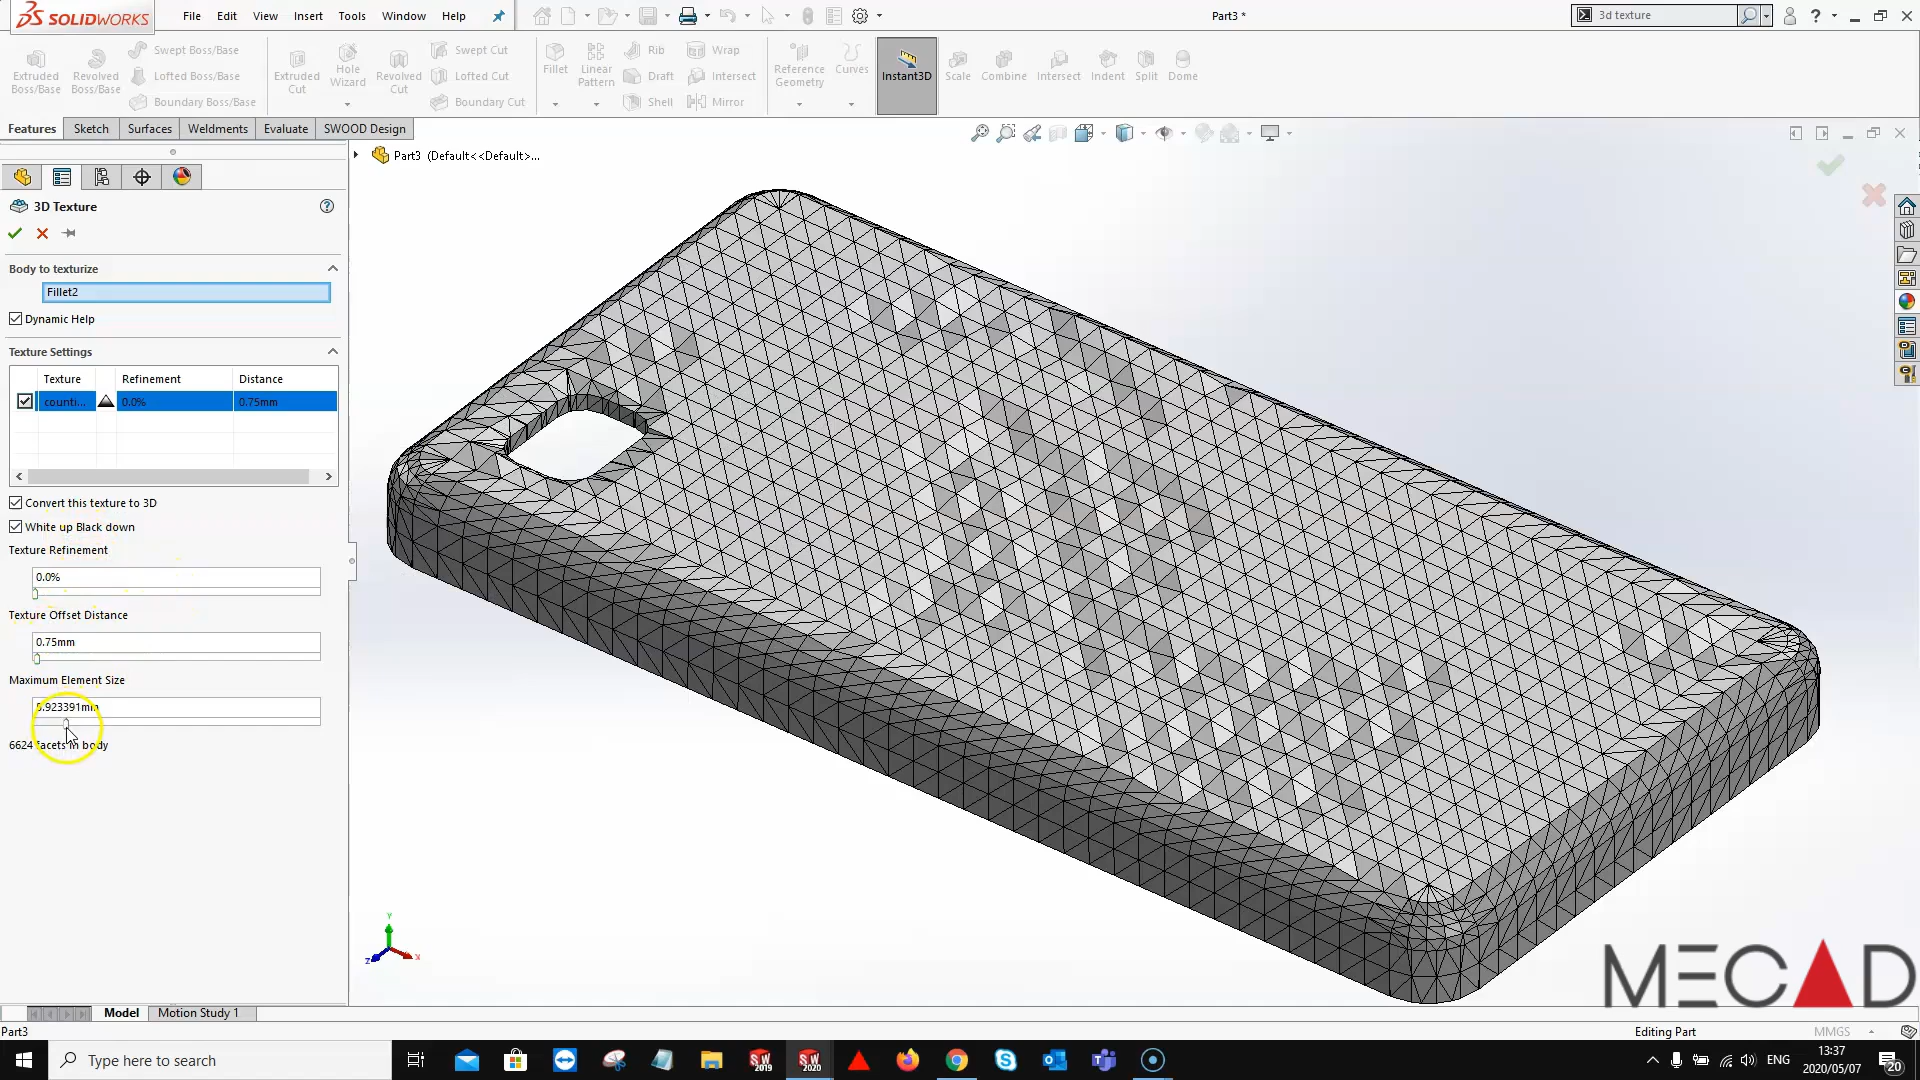 SOLIDWORKS File Edit View Insert Tools Window Help Part3 * 3d texture ?
Extruded Boss/Base Revolved Boss/Base Swept Boss/Base Lofted Boss/Base Boundary Boss/Base
Extruded Cut Hole Wizard Revolved Cut Swept Cut Lofted Cut Boundary Cut
Fillet Linear Pattern Rib Draft Shell Wrap Intersect Mirror
Reference Geometry Curves Instant3D Scale Combine Intersect Indent Split Dome
Features Sketch Surfaces Weldments Evaluate SWOOD Design
Part3 (Default<<Default>...
3D Texture
Body to texturize
Fillet2
Dynamic Help
Texture Settings
Texture Refinement Distance
counti... 0.0% 0.75mm
Convert this texture to 3D
White up Black down
Texture Refinement
0.0%
Texture Offset Distance
0.75mm
Maximum Element Size
.923391mm
6624 facets in body
Y
Z X
MECAD
Model Motion Study 1
Part3 Editing Part MMGS
Type here to search
SW 2019 SW 2020
ENG 13:37
2020/05/07 20